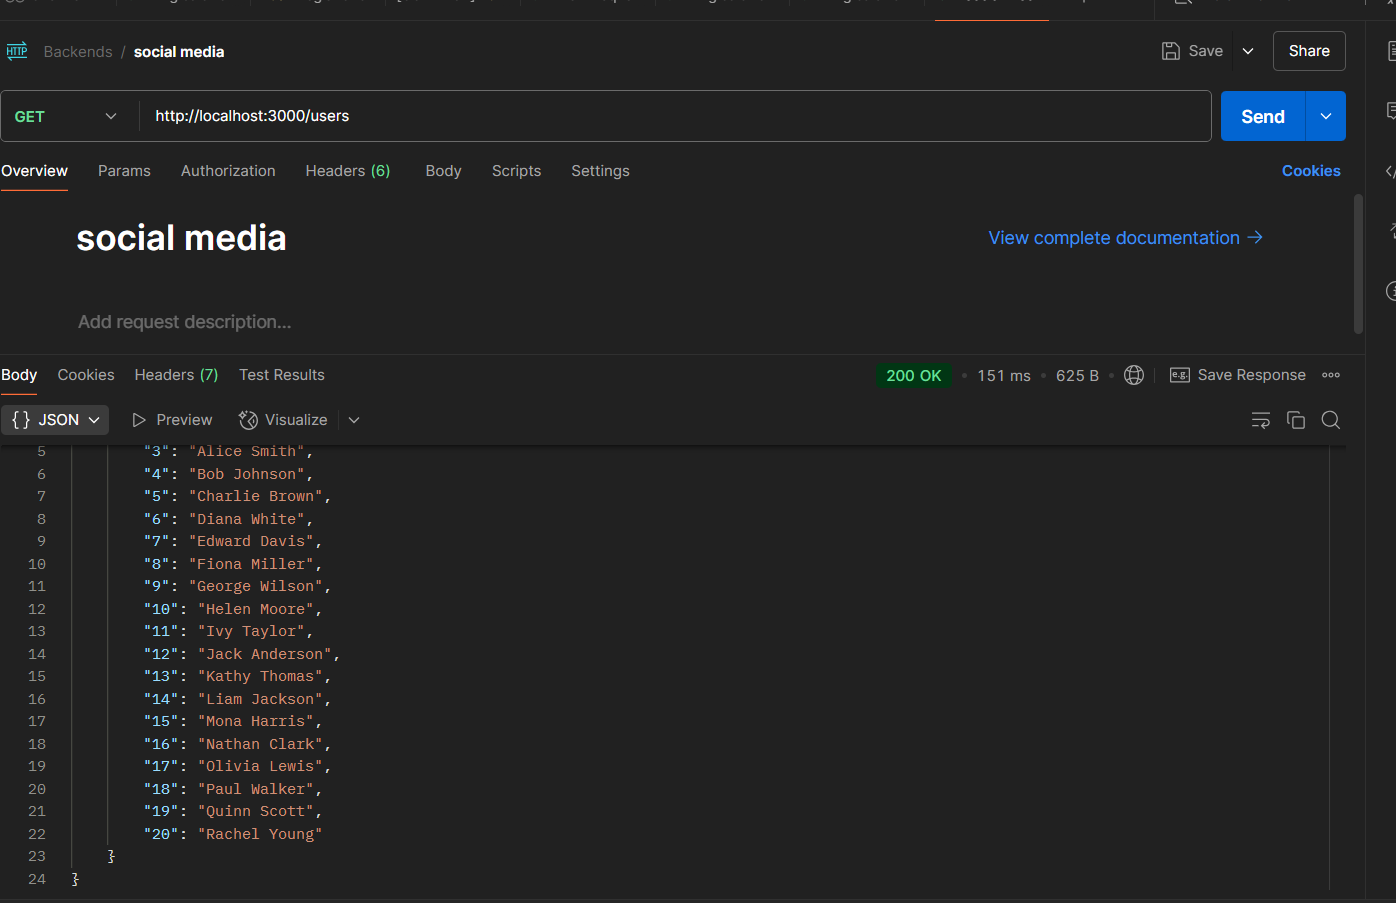 HTTP Backends / social media Save Share
GET http://localhost:3000/users Send
Overview Params Authorization Headers (6) Body Scripts Settings Cookies
social media View complete documentation →
Add request description...
Body Cookies Headers (7) Test Results 200 OK • 151 ms • 625 B • e.g. Save Response
{} JSON Preview Visualize
5 "3": "Alice Smith",
6 "4": "Bob Johnson",
7 "5": "Charlie Brown",
8 "6": "Diana White",
9 "7": "Edward Davis",
10 "8": "Fiona Miller",
11 "9": "George Wilson",
12 "10": "Helen Moore",
13 "11": "Ivy Taylor",
14 "12": "Jack Anderson",
15 "13": "Kathy Thomas",
16 "14": "Liam Jackson",
17 "15": "Mona Harris",
18 "16": "Nathan Clark",
19 "17": "Olivia Lewis",
20 "18": "Paul Walker",
21 "19": "Quinn Scott",
22 "20": "Rachel Young"
23 }
24 }